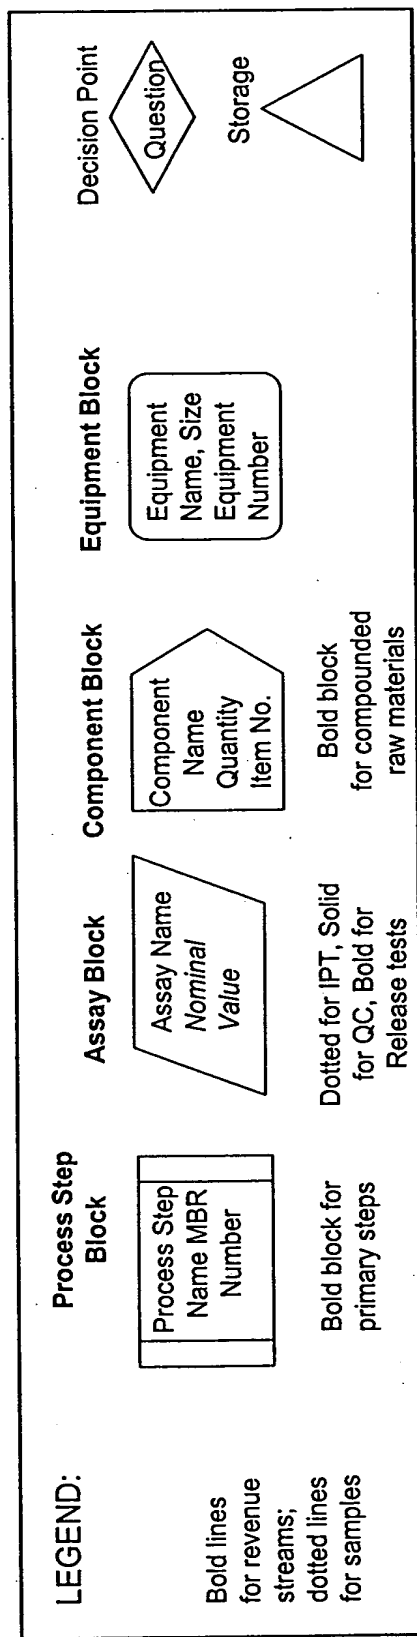 LEGEND:
Bold lines
for revenue
streams;
dotted lines
for samples
Process Step
Block
Process Step
Name MBR
Number
Bold block for
primary steps
Assay Block
Assay Name
Nominal
Value
Dotted for IPT, Solid
for QC, Bold for
Release tests
Component Block
Component
Name
Quantity
Item No.
Bold block
for compounded
raw materials
Equipment Block
Equipment
Name, Size
Equipment
Number
Decision Point
Question
Storage